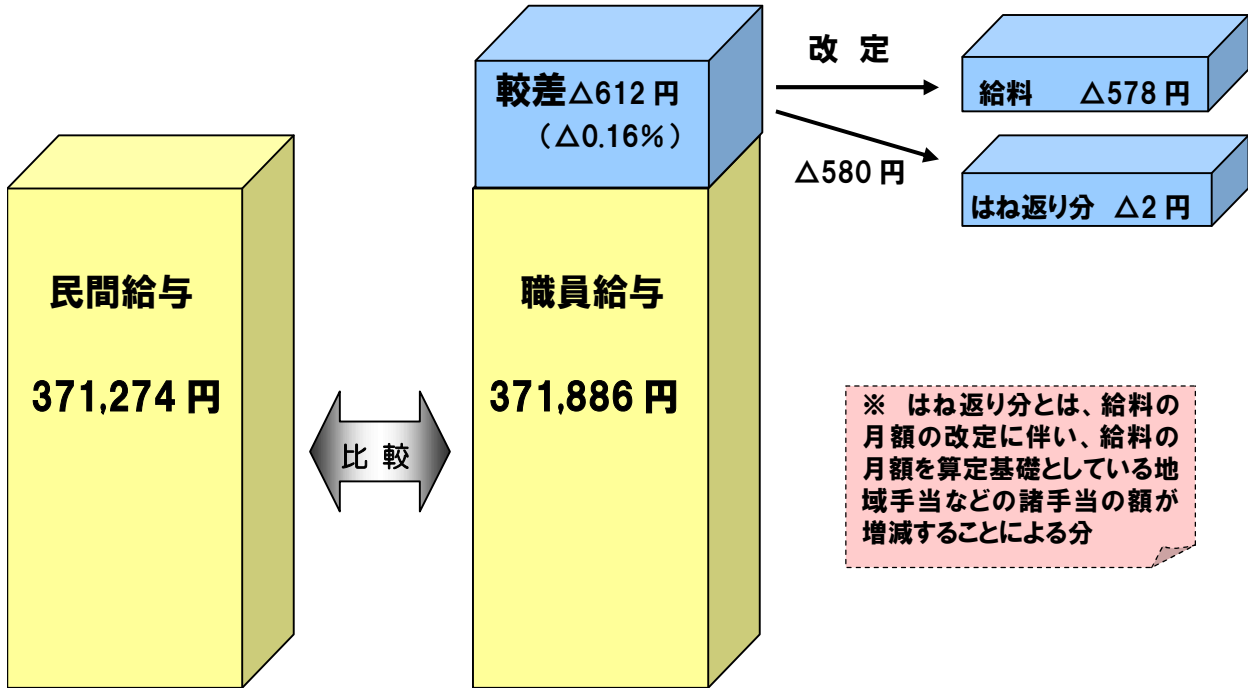 較差△612 円
(△0.16%)
改 定
給料 △578 円
△580 円
はね返り分 △2 円
民間給与
371,274 円
比 較
職員給与
371,886 円
※ はね返り分とは、給料の
月額の改定に伴い、給料の
月額を算定基礎としている地
域手当などの諸手当の額が
増減することによる分